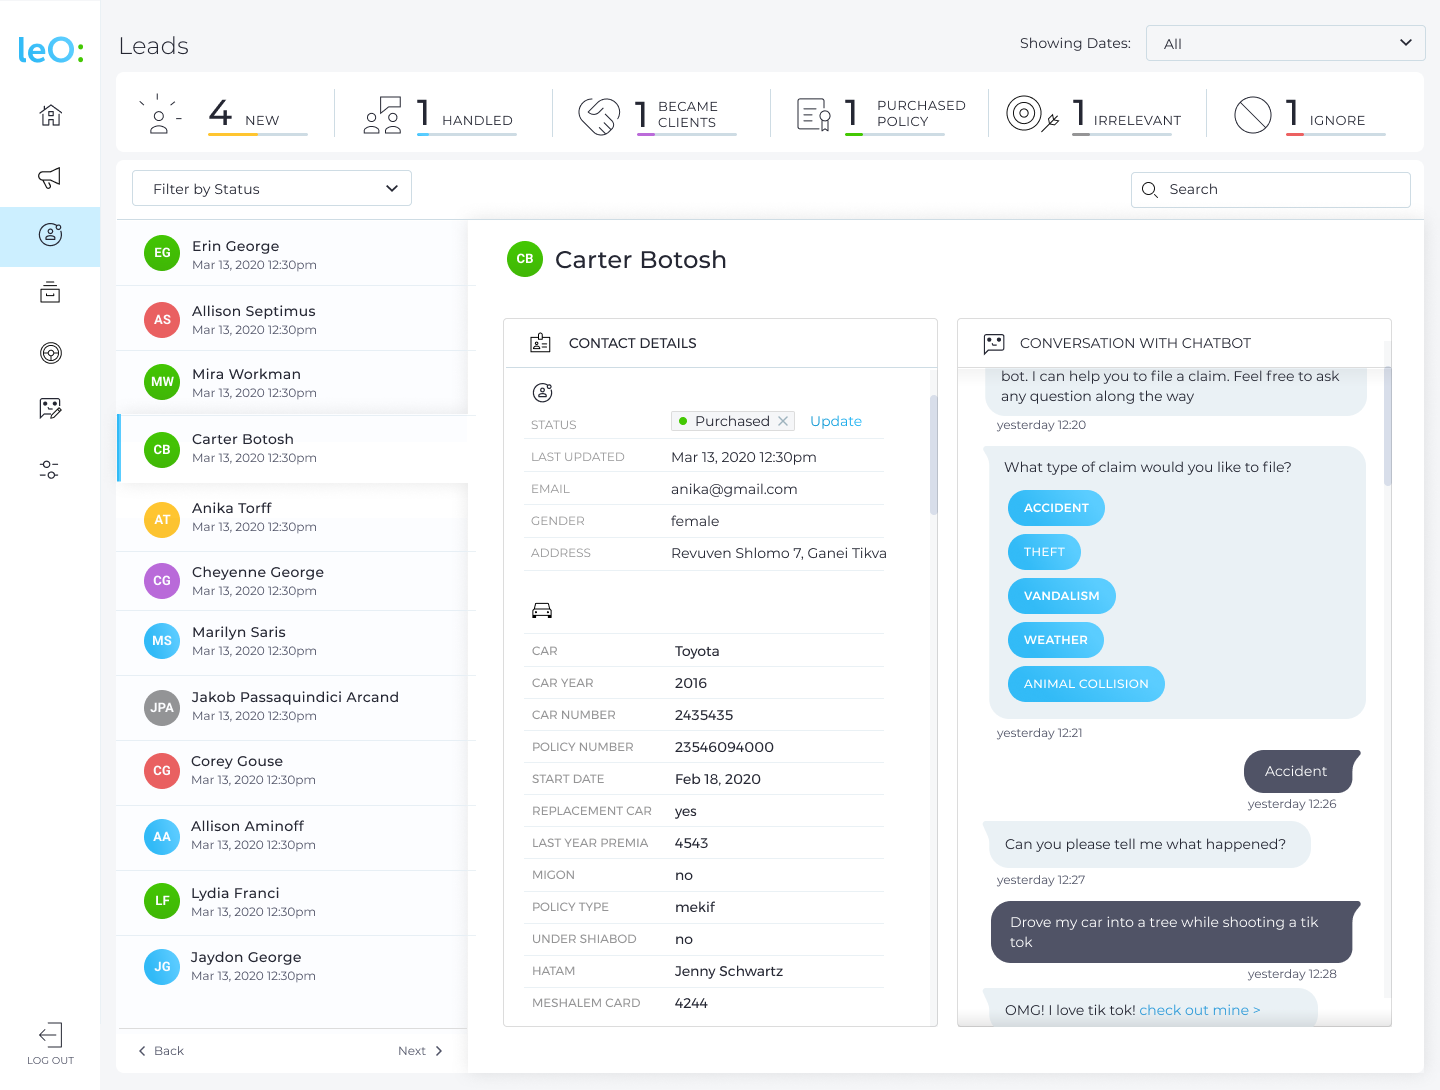 leO:
Leads
Showing Dates:
All
4 NEW
1 HANDLED
1 BECAME CLIENTS
1 PURCHASED POLICY
1 IRRELEVANT
1 IGNORE
Filter by Status
Search
EG
Erin George
Mar 13, 2020 12:30pm
AS
Allison Septimus
Mar 13, 2020 12:30pm
MW
Mira Workman
Mar 13, 2020 12:30pm
CB
Carter Botosh
Mar 13, 2020 12:30pm
AT
Anika Torff
Mar 13, 2020 12:30pm
CG
Cheyenne George
Mar 13, 2020 12:30pm
MS
Marilyn Saris
Mar 13, 2020 12:30pm
JPA
Jakob Passaquindici Arcand
Mar 13, 2020 12:30pm
CG
Corey Gouse
Mar 13, 2020 12:30pm
AA
Allison Aminoff
Mar 13, 2020 12:30pm
LF
Lydia Franci
Mar 13, 2020 12:30pm
JG
Jaydon George
Mar 13, 2020 12:30pm
Back
Next
LOG OUT
CB
Carter Botosh
CONTACT DETAILS
STATUS Purchased Update
LAST UPDATED Mar 13, 2020 12:30pm
EMAIL anika@gmail.com
GENDER female
ADDRESS Revuven Shlomo 7, Ganei Tikva
CAR Toyota
CAR YEAR 2016
CAR NUMBER 2435435
POLICY NUMBER 23546094000
START DATE Feb 18, 2020
REPLACEMENT CAR yes
LAST YEAR PREMIA 4543
MIGON no
POLICY TYPE mekif
UNDER SHIABOD no
HATAM Jenny Schwartz
MESHALEM CARD 4244
CONVERSATION WITH CHATBOT
bot. I can help you to file a claim. Feel free to ask
any question along the way
yesterday 12:20
What type of claim would you like to file?
ACCIDENT
THEFT
VANDALISM
WEATHER
ANIMAL COLLISION
yesterday 12:21
Accident
yesterday 12:26
Can you please tell me what happened?
yesterday 12:27
Drove my car into a tree while shooting a tik
tok
yesterday 12:28
OMG! I love tik tok! check out mine >